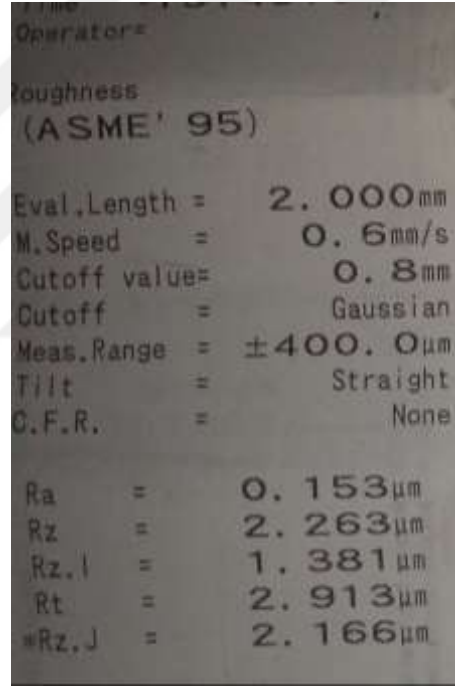 Operator=
Roughness
(ASME' 95)
Eval.Length = 2.000mm
M.Speed = 0.6mm/s
Cutoff value= 0.8mm
Cutoff = Gaussian
Meas.Range = ±400.0μm
Tilt = Straight
C.F.R. = None
Ra = 0.153μm
Rz = 2.263μm
Rz.I = 1.381μm
Rt = 2.913μm
*Rz.J = 2.166μm